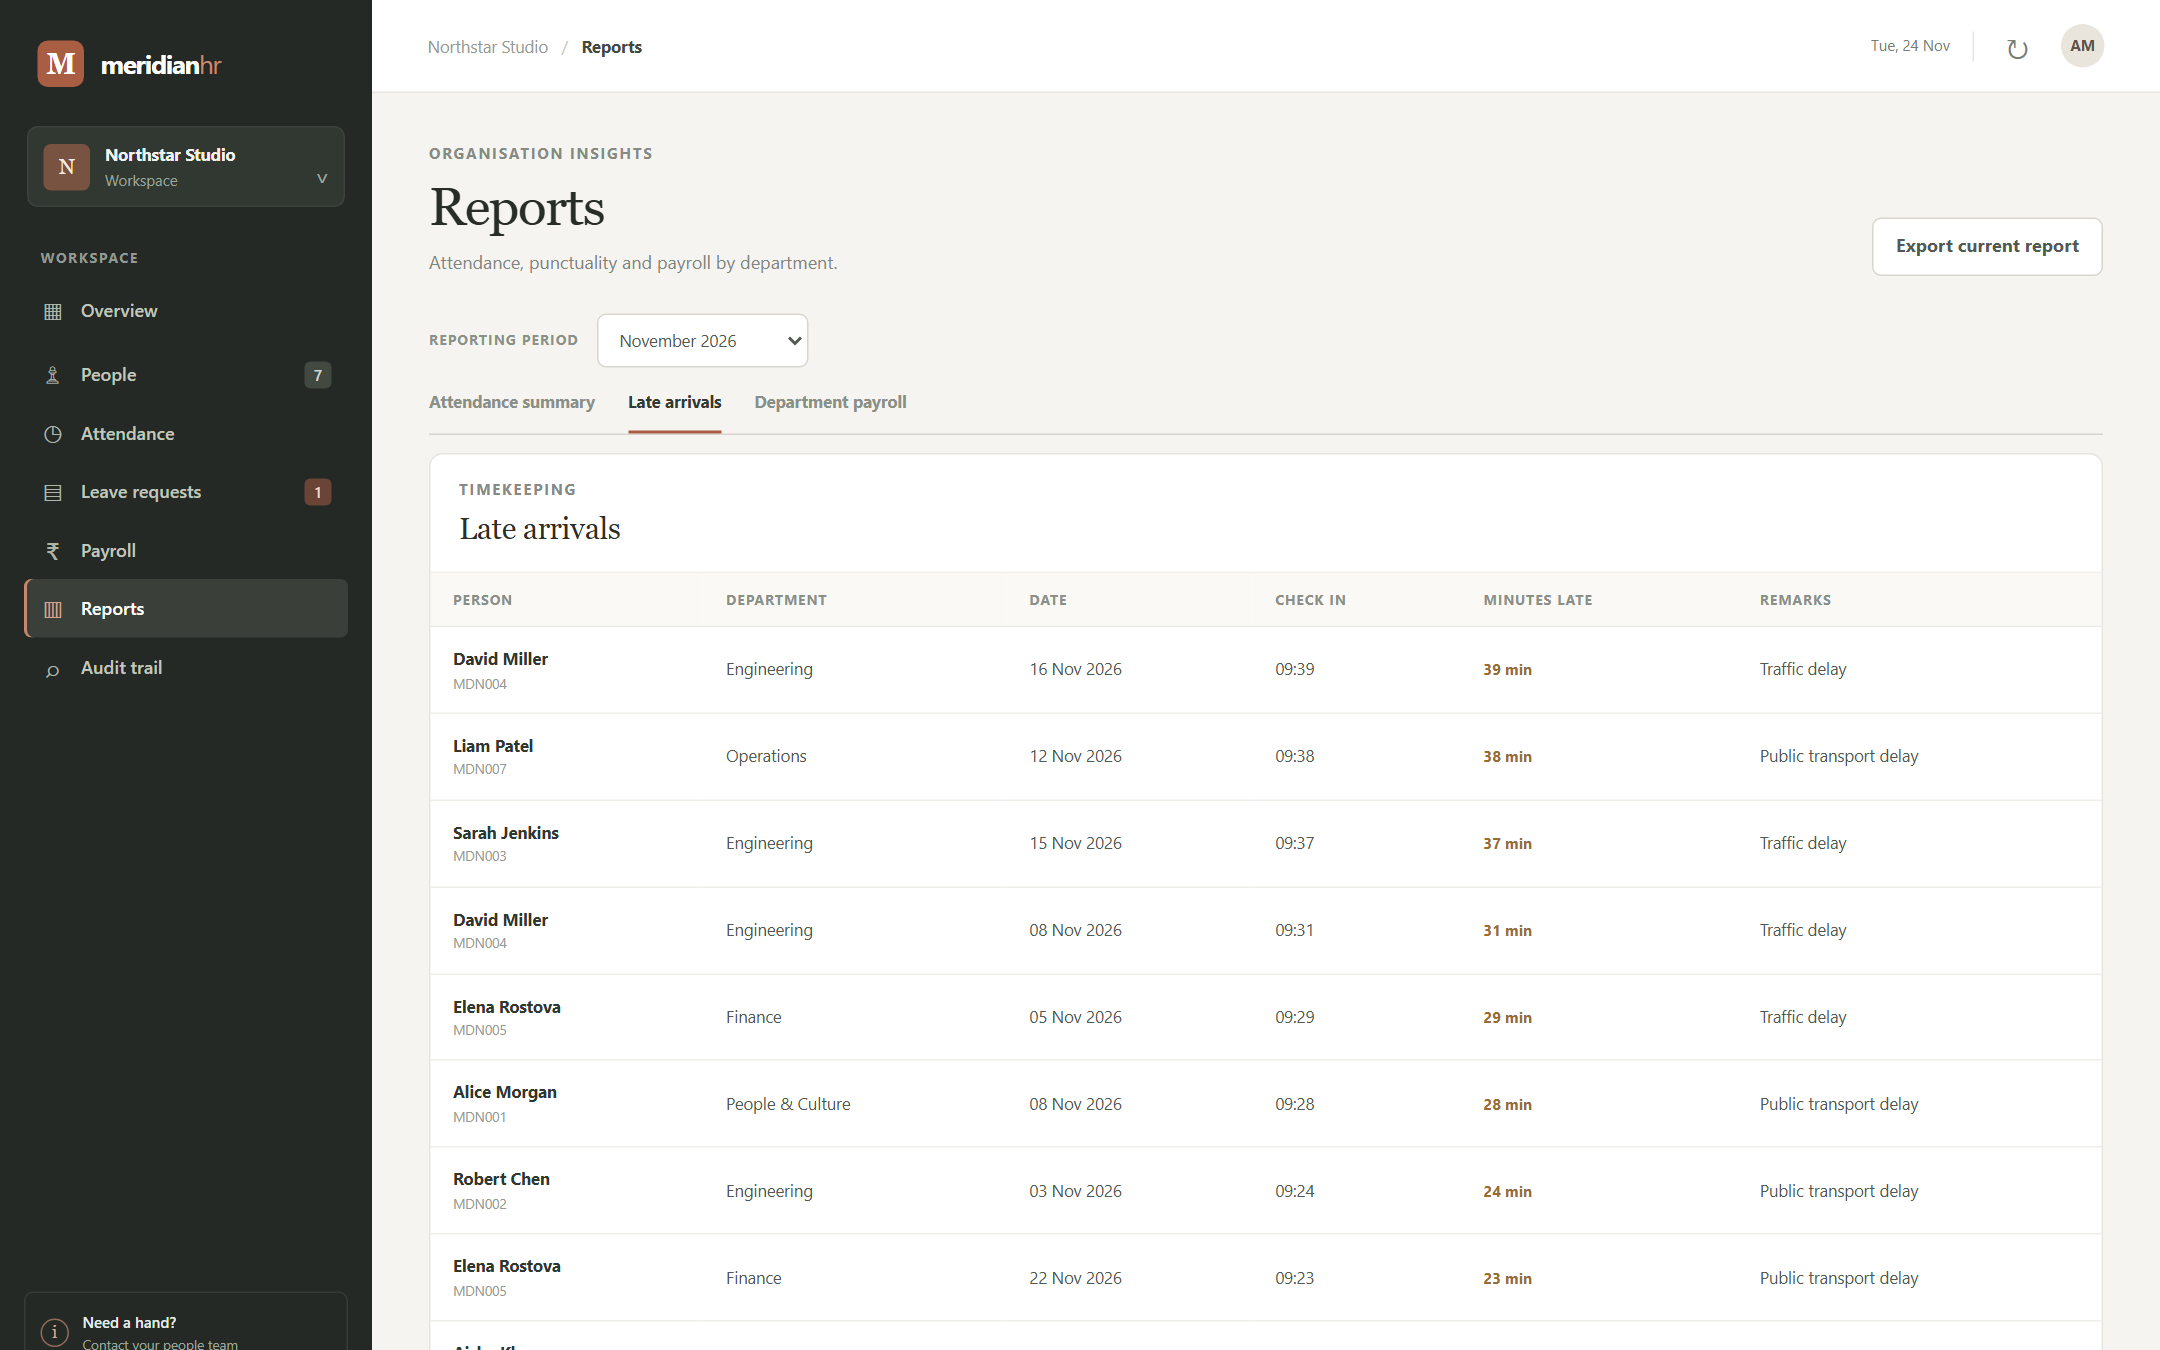 M meridianhr
N Northstar Studio
Workspace
WORKSPACE
Overview
People 7
Attendance
Leave requests 1
₹ Payroll
Reports
Audit trail
i Need a hand?
Contact your people team
Northstar Studio / Reports
Tue, 24 Nov
AM
ORGANISATION INSIGHTS
Reports
Attendance, punctuality and payroll by department.
Export current report
REPORTING PERIOD November 2026
Attendance summary Late arrivals Department payroll
TIMEKEEPING
Late arrivals
PERSON DEPARTMENT DATE CHECK IN MINUTES LATE REMARKS
David Miller
MDN004
Engineering 16 Nov 2026 09:39 39 min Traffic delay
Liam Patel
MDN007
Operations 12 Nov 2026 09:38 38 min Public transport delay
Sarah Jenkins
MDN003
Engineering 15 Nov 2026 09:37 37 min Traffic delay
David Miller
MDN004
Engineering 08 Nov 2026 09:31 31 min Traffic delay
Elena Rostova
MDN005
Finance 05 Nov 2026 09:29 29 min Traffic delay
Alice Morgan
MDN001
People & Culture 08 Nov 2026 09:28 28 min Public transport delay
Robert Chen
MDN002
Engineering 03 Nov 2026 09:24 24 min Public transport delay
Elena Rostova
MDN005
Finance 22 Nov 2026 09:23 23 min Public transport delay